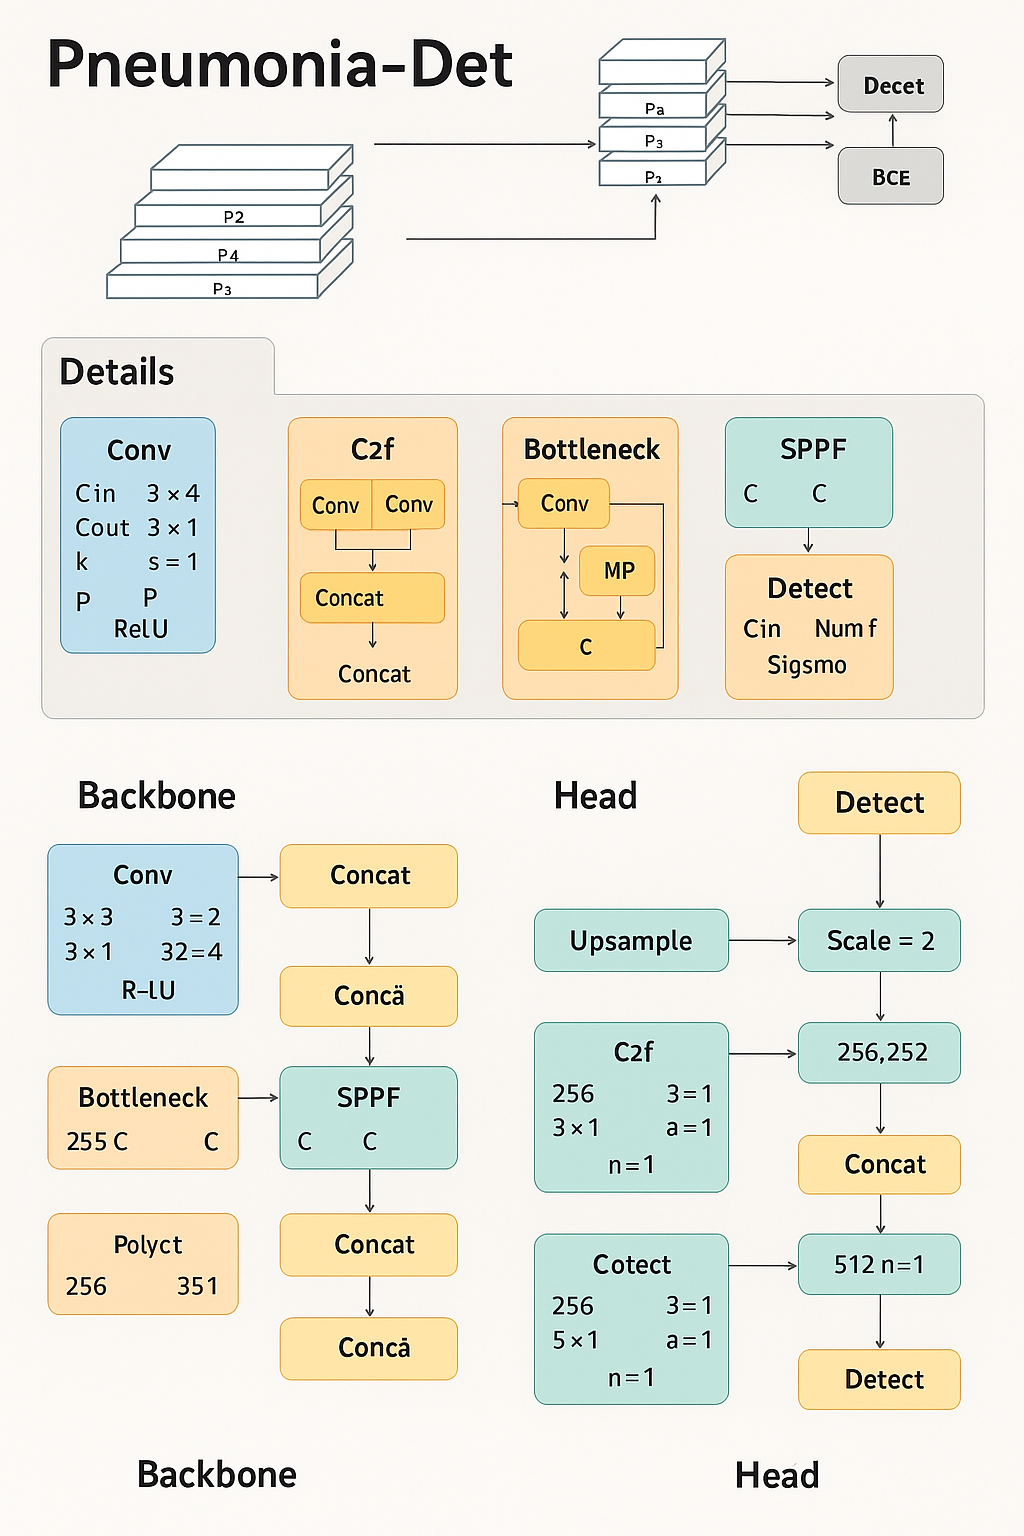 Pneumonia-Det
Pa
P3
P2
Decet
BCE
P2
P4
P3
Details
Conv
Cin 3×4
Cout 3×1
k s=1
P P
RelU
C2f
Conv Conv
Concat
Concat
Bottleneck
Conv
MP
C
SPPF
C C
Detect
Cin Num f
Sigsmo
Backbone
Conv
3×3 3=2
3×1 32=4
R-lU
Concat
Concä
Bottleneck
255 C C
SPPF
C C
Polyct
256 351
Concat
Concȧ
Backbone
Head
Detect
Upsample
Scale = 2
C2f
256 3=1
3×1 a=1
n=1
256,252
Concat
Cotect
256 3=1
5×1 a=1
n=1
512 n=1
Detect
Head